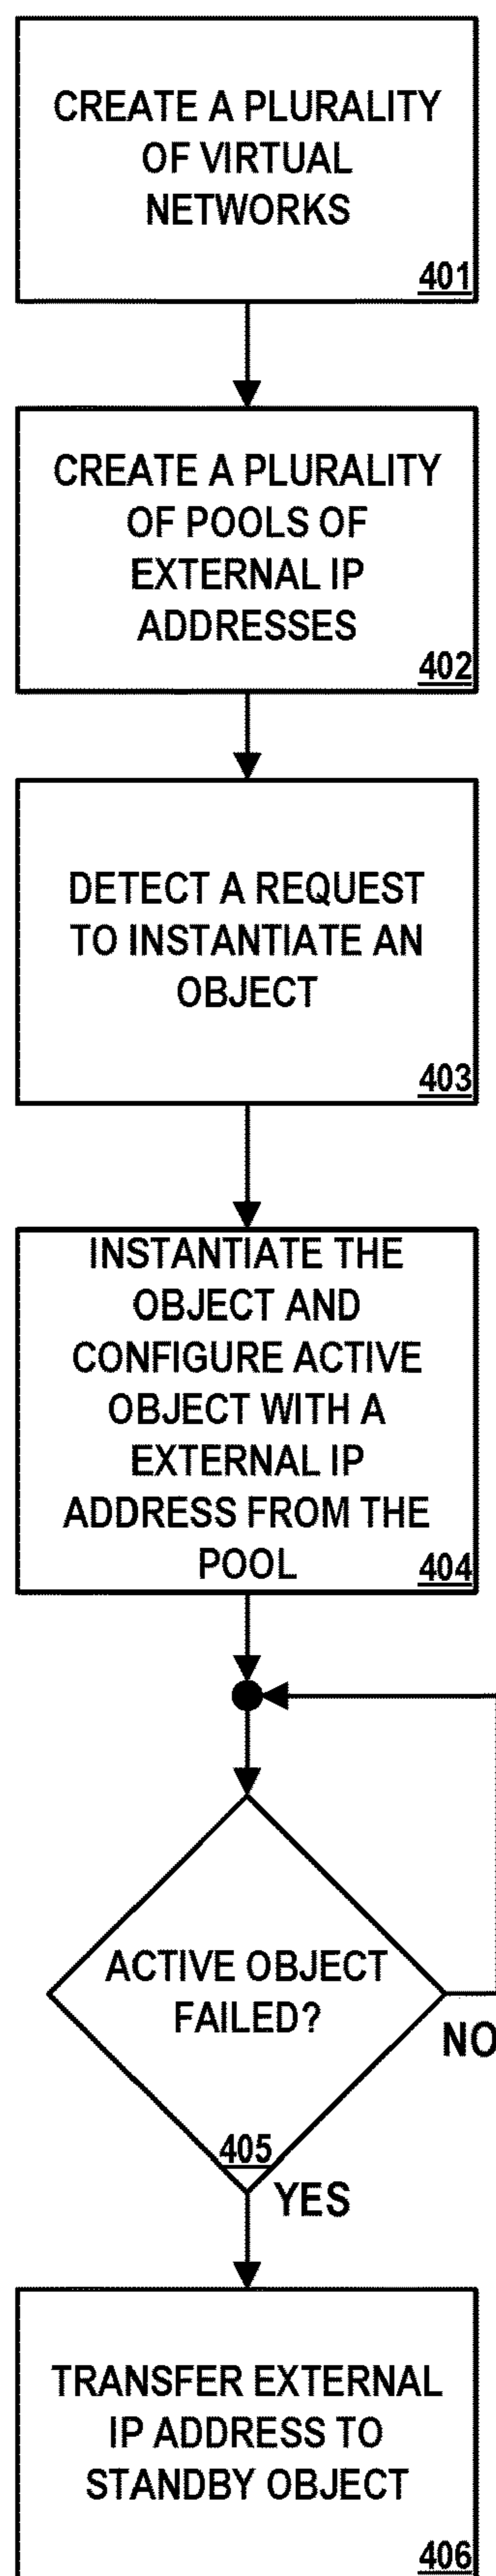 CREATE A PLURALITY
OF VIRTUAL
NETWORKS
401
CREATE A PLURALITY
OF POOLS OF
EXTERNAL IP
ADDRESSES
402
DETECT A REQUEST
TO INSTANTIATE AN
OBJECT
403
INSTANTIATE THE
OBJECT AND
CONFIGURE ACTIVE
OBJECT WITH A
EXTERNAL IP
ADDRESS FROM THE
POOL
404
ACTIVE OBJECT
FAILED?
NO
405
YES
TRANSFER EXTERNAL
IP ADDRESS TO
STANDBY OBJECT
406